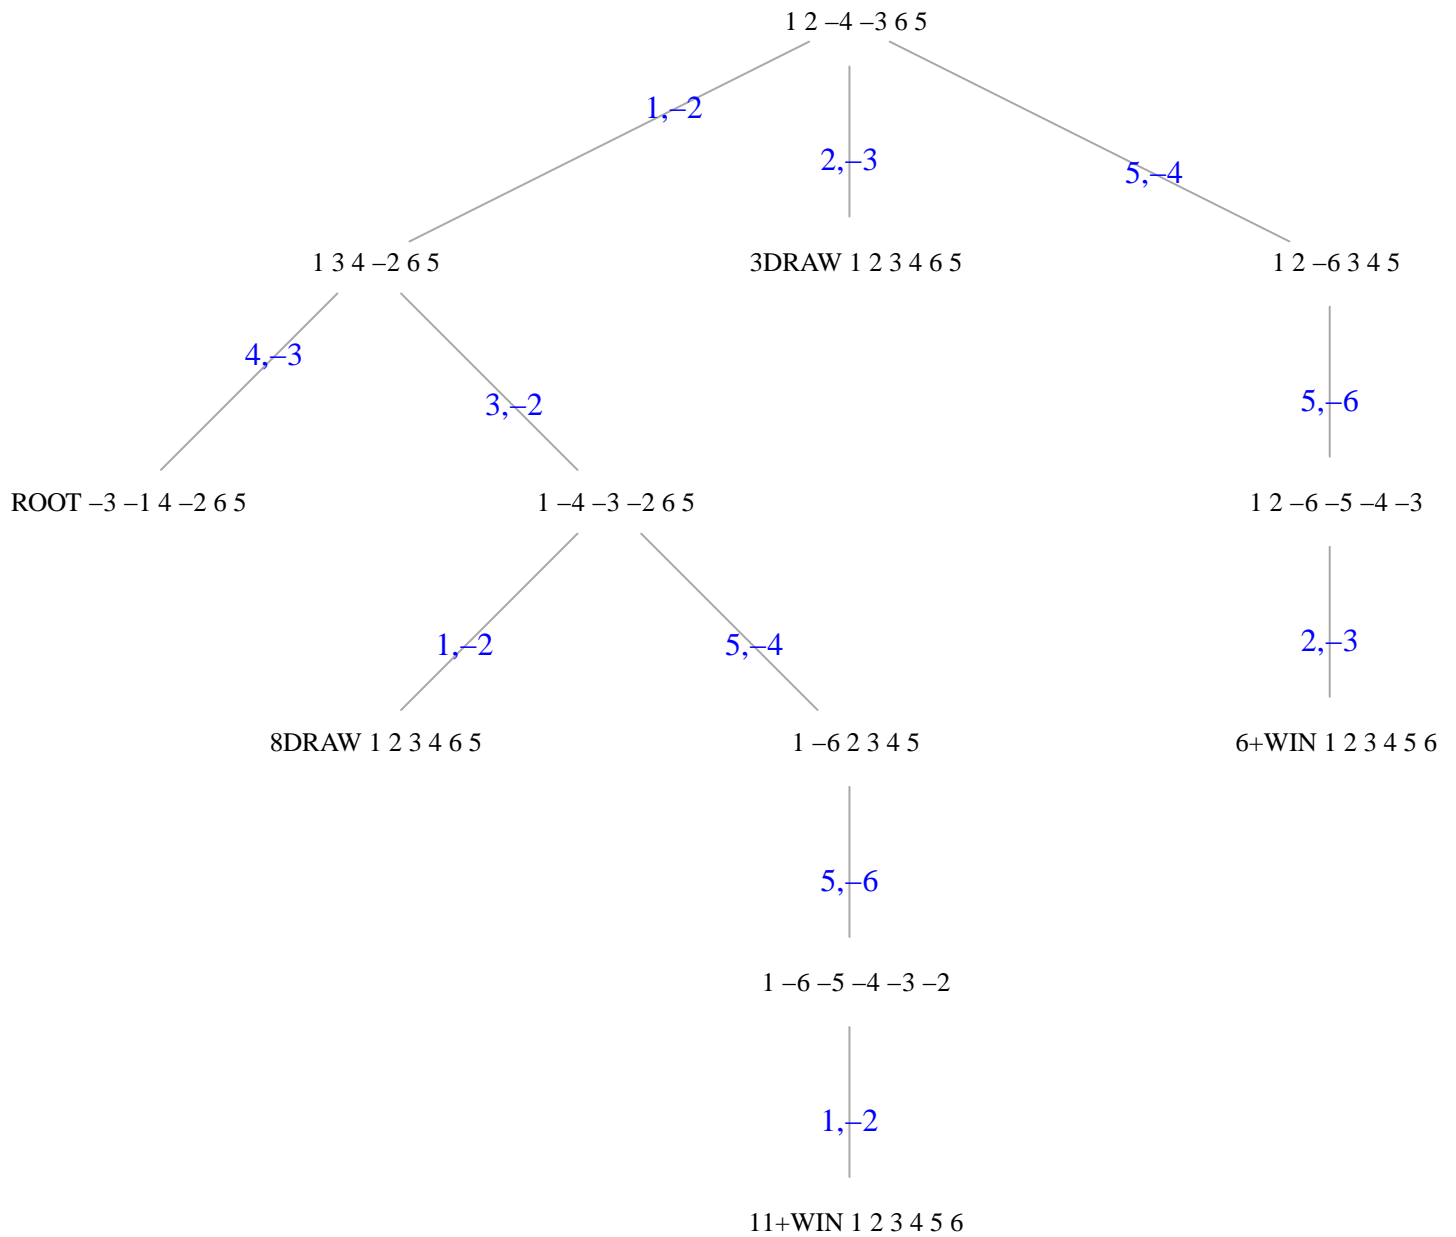 1 2 –4 –3 6 5
1,–2
2,–3
5,–4
1 3 4 –2 6 5
3DRAW 1 2 3 4 6 5
1 2 –6 3 4 5
4,–3
3,–2
5,–6
ROOT –3 –1 4 –2 6 5
1 –4 –3 –2 6 5
1 2 –6 –5 –4 –3
1,–2
5,–4
2,–3
8DRAW 1 2 3 4 6 5
1 –6 2 3 4 5
6+WIN 1 2 3 4 5 6
5,–6
1 –6 –5 –4 –3 –2
1,–2
11+WIN 1 2 3 4 5 6